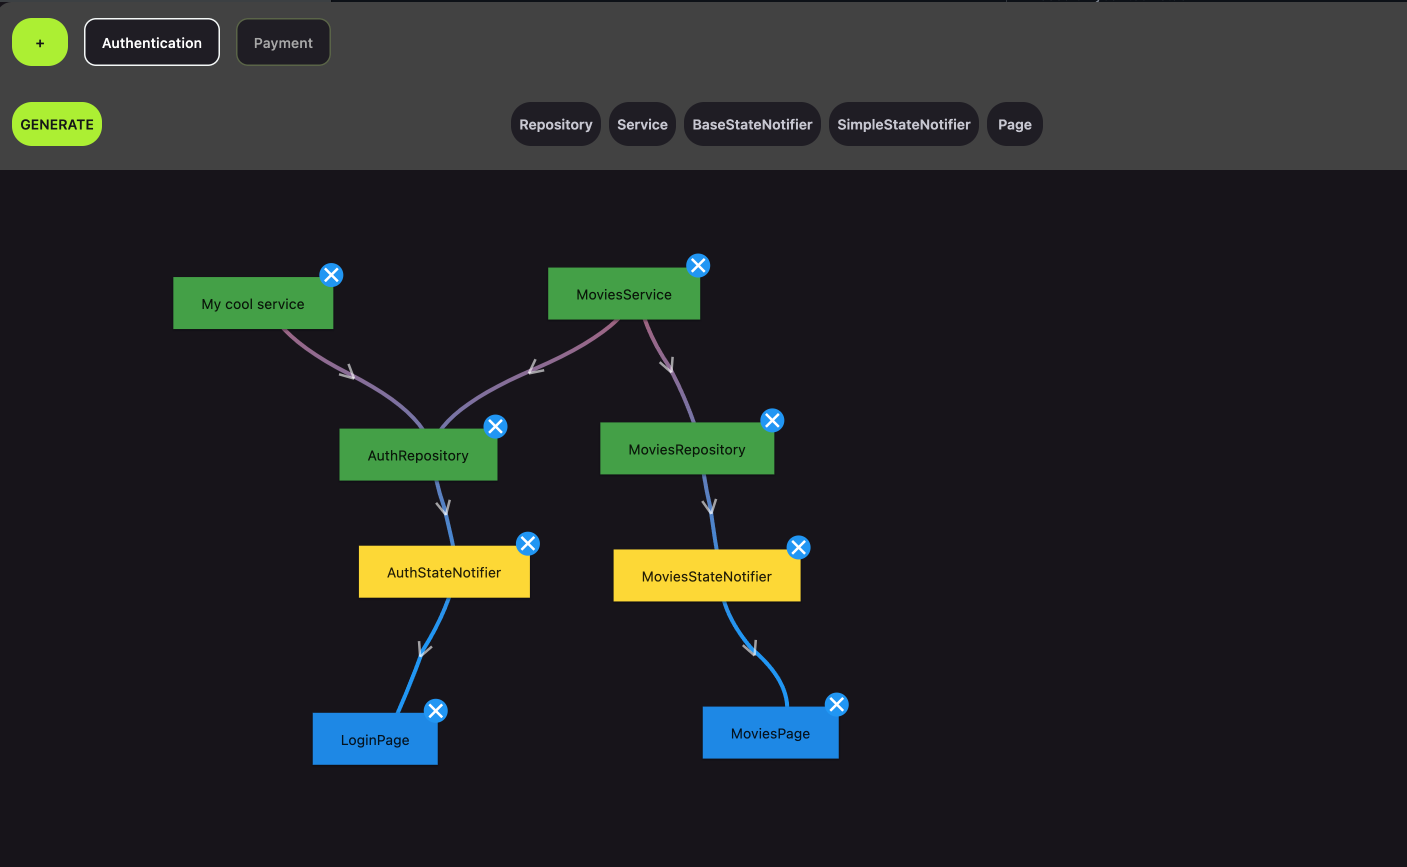 +
Authentication
Payment
GENERATE
Repository
Service
BaseStateNotifier
SimpleStateNotifier
Page
My cool service
MoviesService
AuthRepository
MoviesRepository
AuthStateNotifier
MoviesStateNotifier
LoginPage
MoviesPage